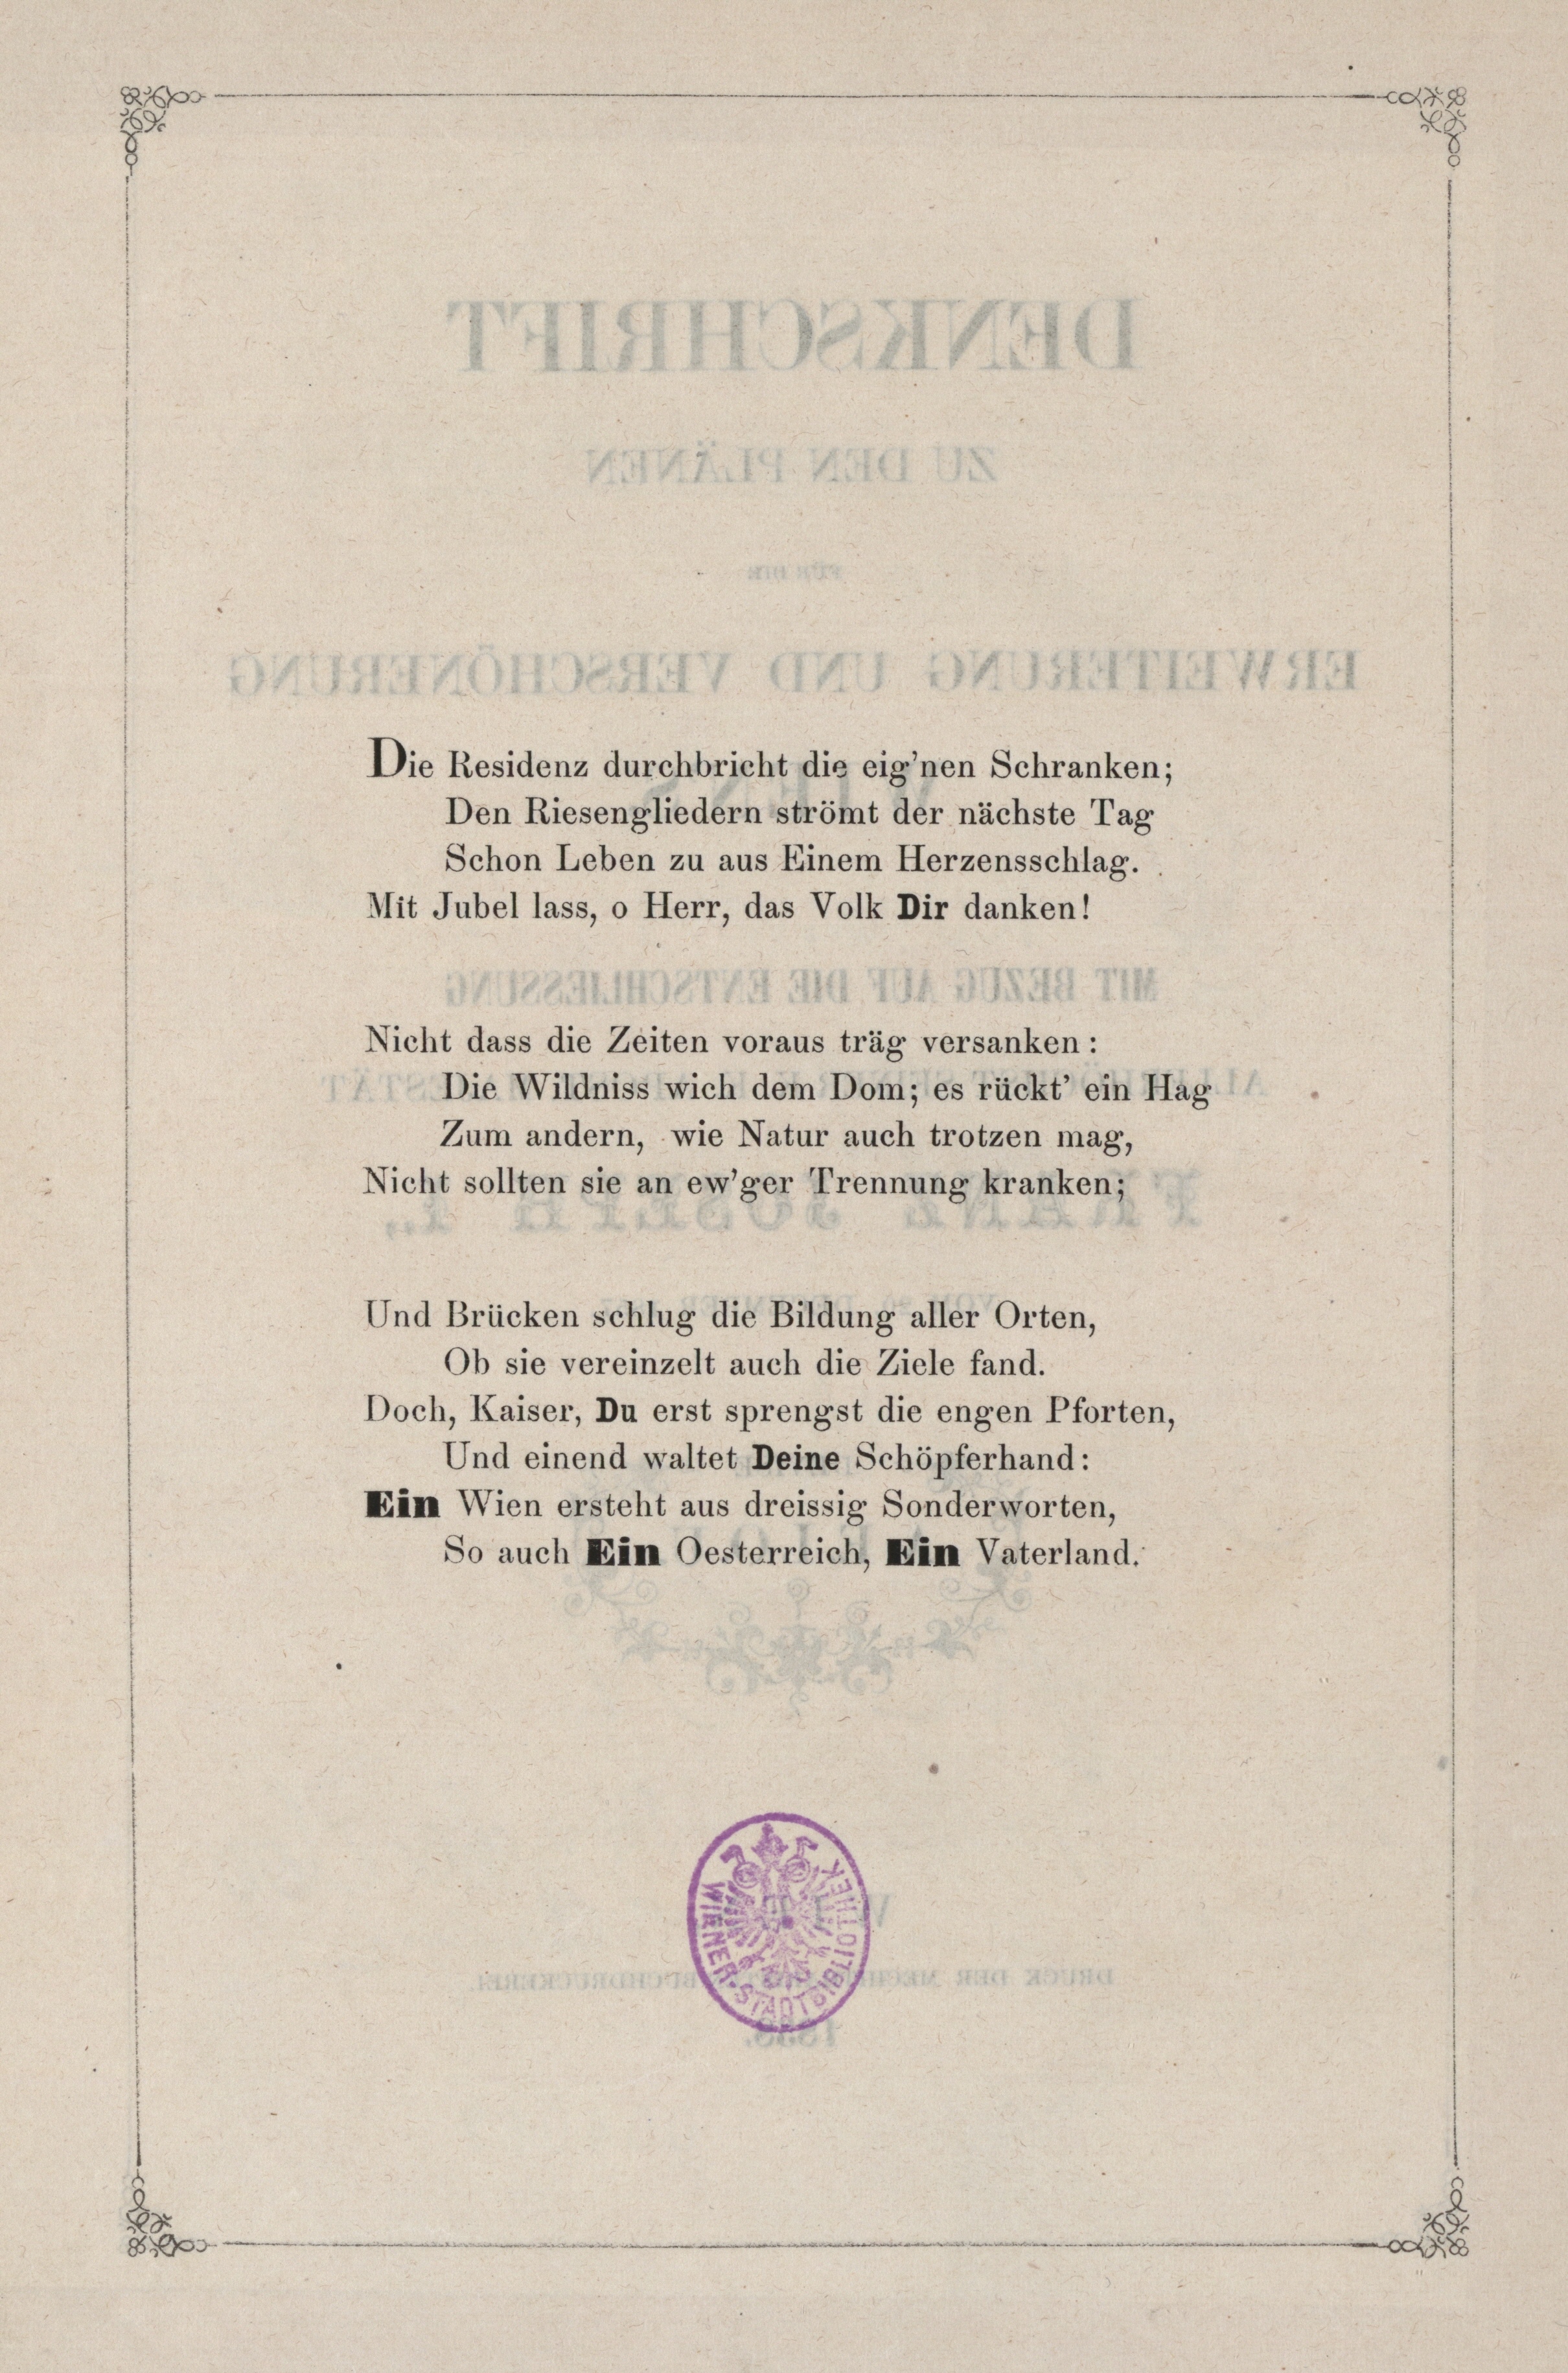 Die Residenz durchbricht die eig'nen Schranken;
Den Riesengliedern strömt der nächste Tag
Schon Leben zu aus Einem Herzensschlag.
Mit Jubel lass, o Herr, das Volk Dir danken!
Nicht dass die Zeiten voraus träg versanken:
Die Wildniss wich dem Dom; es rückt' ein Hag
Zum andern, wie Natur auch trotzen mag,
Nicht sollten sie an ew'ger Trennung kranken;
Und Brücken schlug die Bildung aller Orten,
Ob sie vereinzelt auch die Ziele fand.
Doch, Kaiser, Du erst sprengst die engen Pforten,
Und einend waltet Deine Schöpferhand:
Ein Wien ersteht aus dreissig Sonderworten,
So auch Ein Oesterreich, Ein Vaterland.
WIENER STADTBIBLIOTHEK